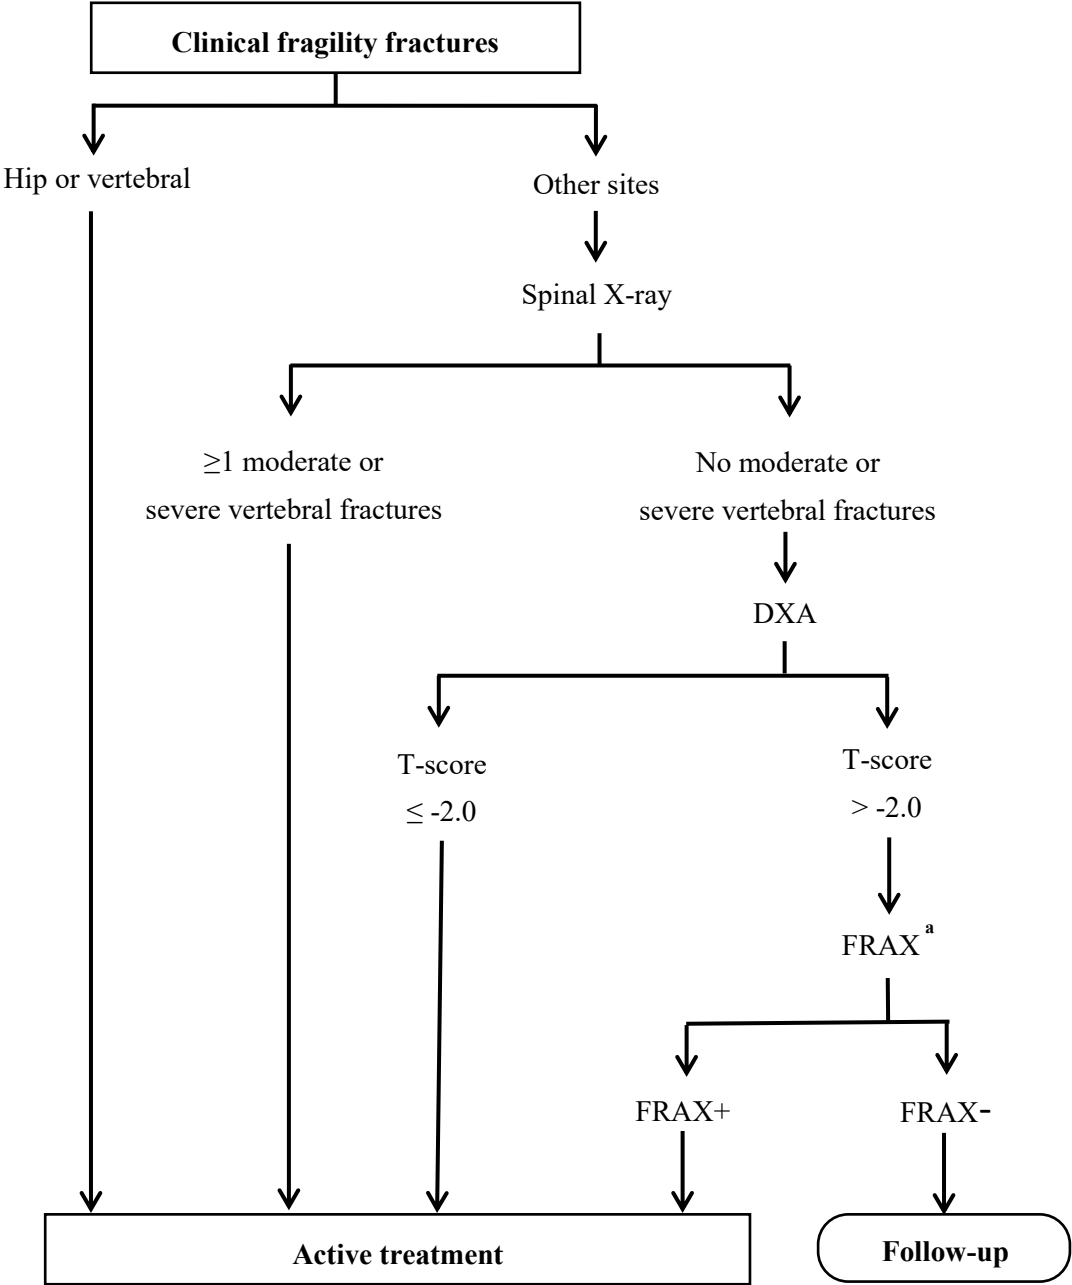 Clinical fragility fractures
Hip or vertebral
Other sites
Spinal X-ray
≥1 moderate or
severe vertebral fractures
No moderate or
severe vertebral fractures
DXA
T-score
≤ -2.0
T-score
> -2.0
FRAX a
FRAX+
FRAX-
Active treatment
Follow-up